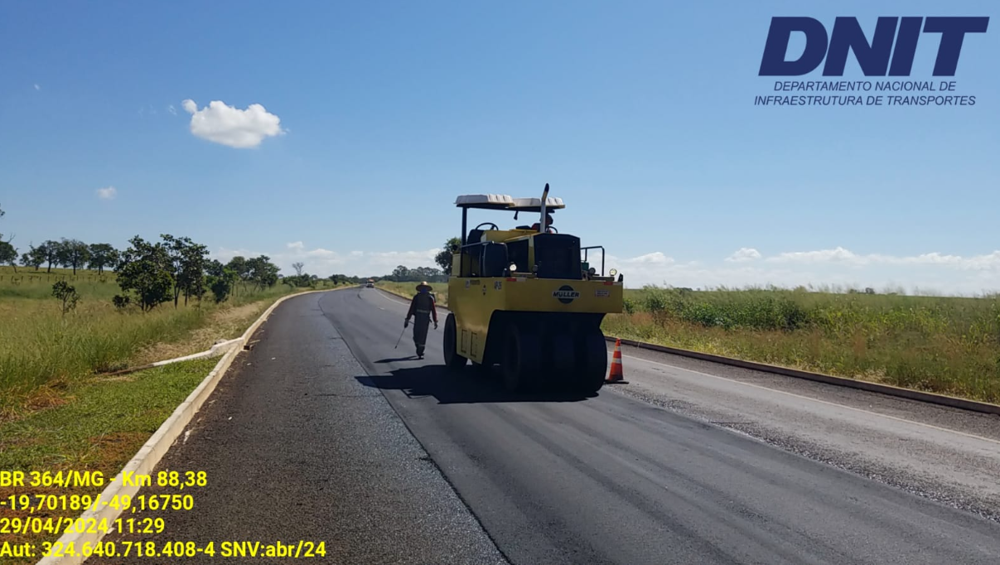 DNIT
DEPARTAMENTO NACIONAL DE
INFRAESTRUTURA DE TRANSPORTES
MÜLLER
BR 364/MG - Km 88,38
-19,70189/-49,16750
29/04/2024 11:29
Aut: 324.640.718.408-4 SNV:abr/24